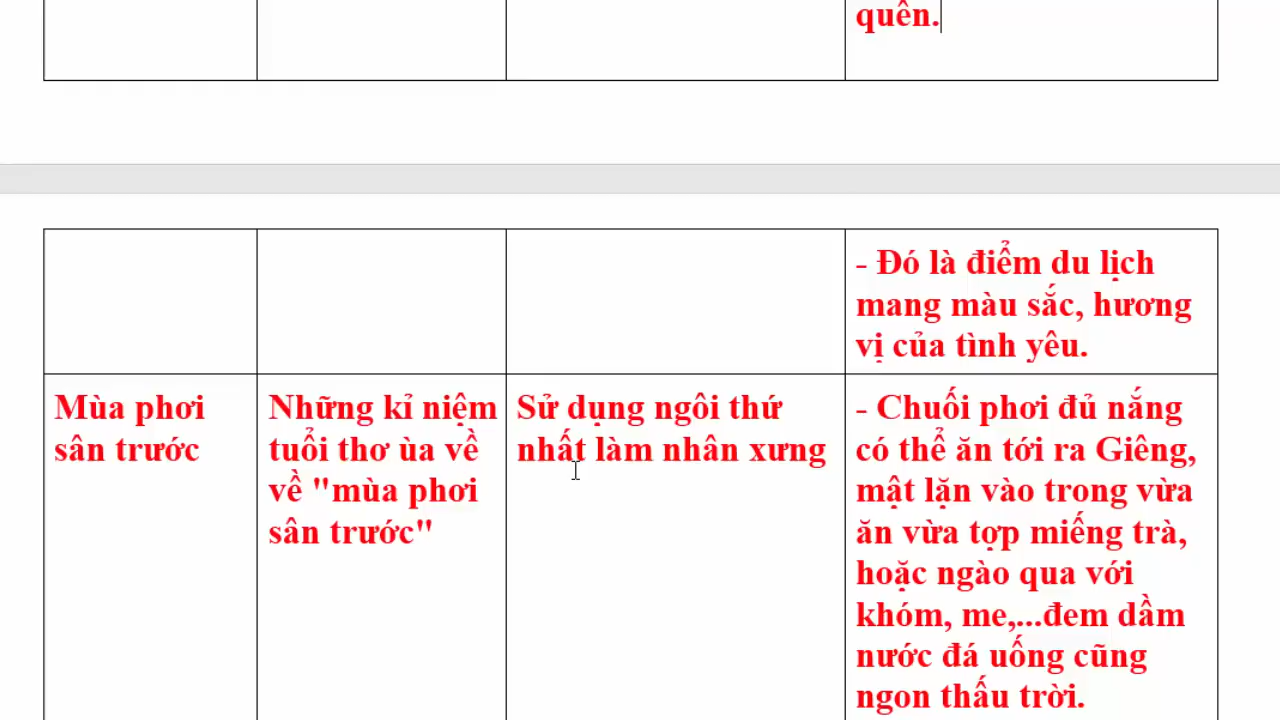 quên.
- Đó là điểm du lịch
mang màu sắc, hương
vị của tình yêu.
Mùa phơi
sân trước
Những kỉ niệm
tuổi thơ ùa về
về "mùa phơi
sân trước"
Sử dụng ngôi thứ
nhất làm nhân xưng
- Chuối phơi đủ nắng
có thể ăn tới ra Giêng,
mật lặn vào trong vừa
ăn vừa tợp miếng trà,
hoặc ngào qua với
khóm, me,...đem dầm
nước đá uống cũng
ngon thấu trời.